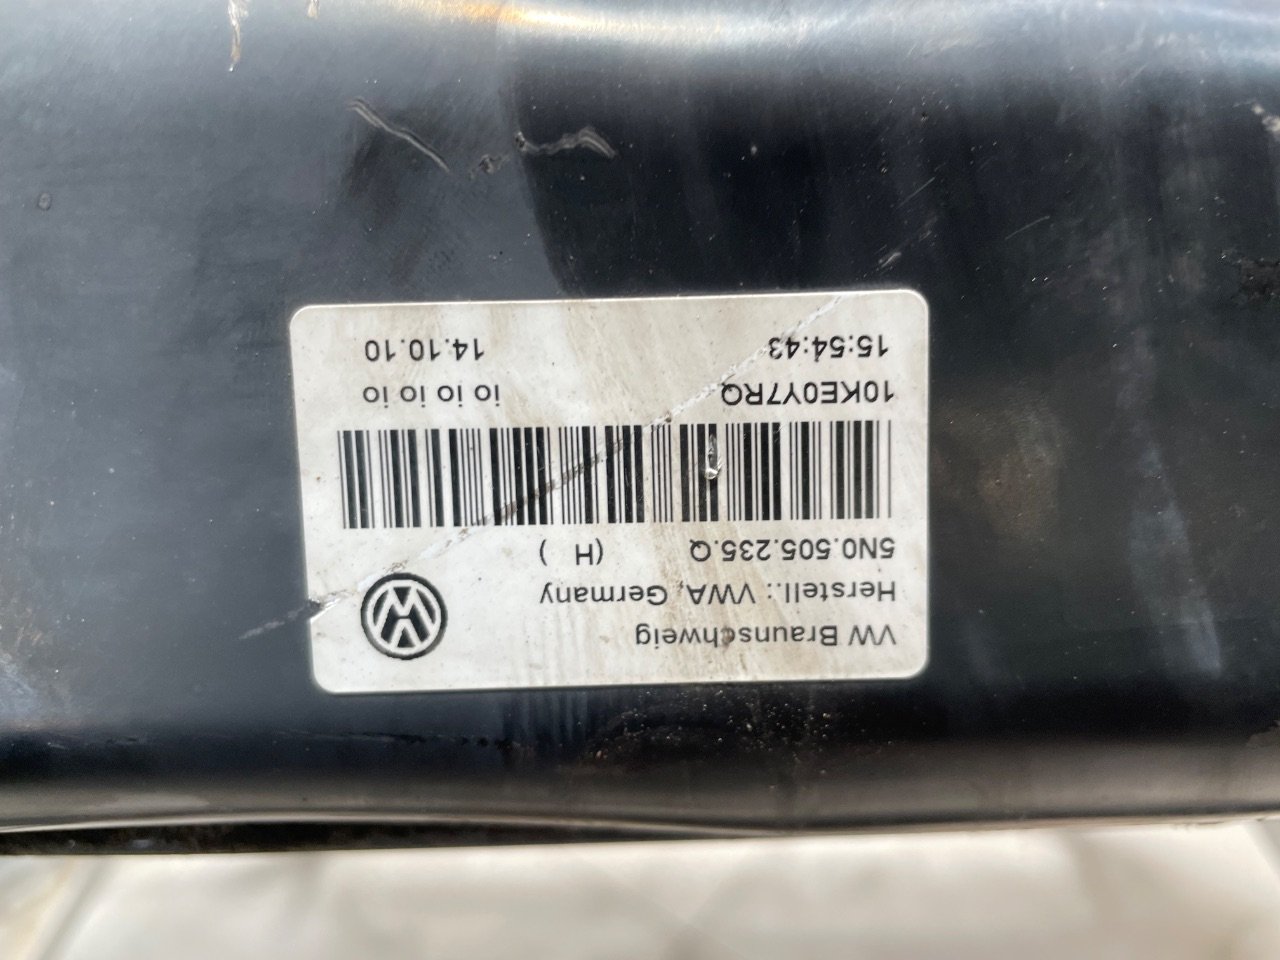 VW Braunschweig
Herstell.: VWA, Germany
5N0.505.235.Q (H )
10KE0Y7RQ io io io io
15:54:43 14.10.10